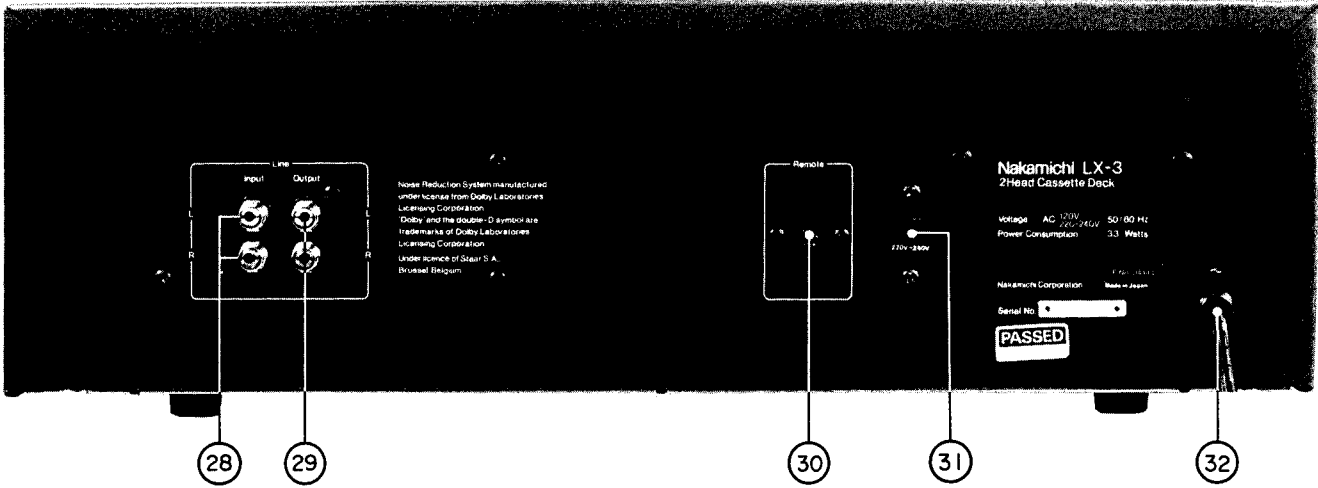 Line
Input Output
L L
R R
Noise Reduction System manufactured
under license from Dolby Laboratories
Licensing Corporation
'Dolby' and the double-D symbol are
Trademarks of Dolby Laboratories
Licensing Corporation
Under licence of Staar S.A.,
Brussel Belgium
Remote
220V-240V
Nakamichi LX-3
2Head Cassette Deck
Voltage AC 120V 220-240V 50/60 Hz
Power Consumption 33 Watts
Nakamichi Corporation Made in Japan
Serial No.
PASSED
28 29 30 31 32